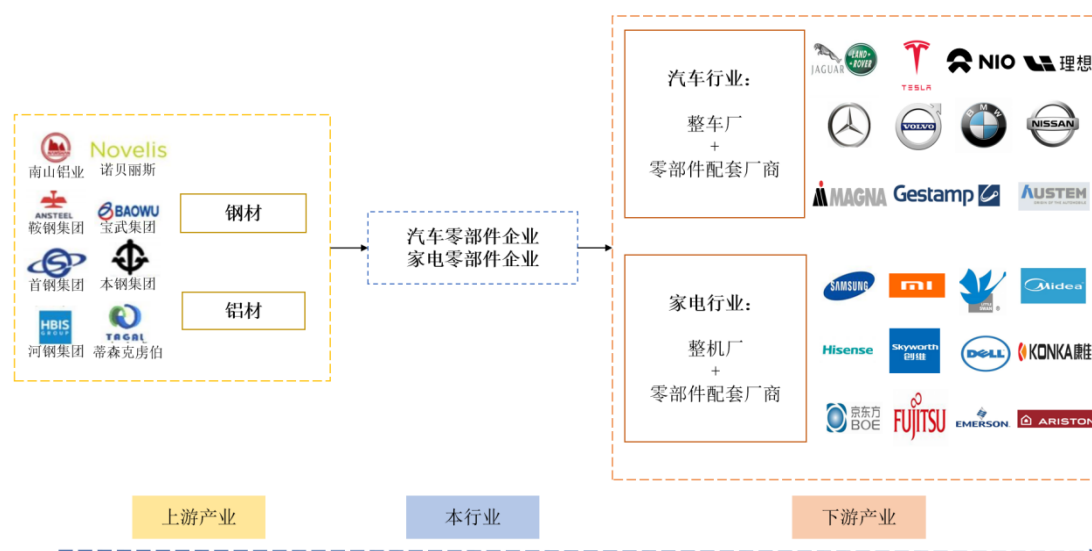 南山铝业
Novelis
诺贝丽斯
ANSTEEL
鞍钢集团
BAOWU
宝武集团
首钢集团
本钢集团
HBIS
GROUP
河钢集团
TAGAL
蒂森克虏伯
钢材
铝材
汽车零部件企业
家电零部件企业
汽车行业：
整车厂
+
零部件配套厂商
JAGUAR
LAND-
ROVER
TESLA
NIO
理想
VOLVO
BMW
NISSAN
MAGNA
Gestamp
AUSTEM
家电行业：
整机厂
+
零部件配套厂商
SAMSUNG
mi
Midea
Hisense
Skyworth
创维
DELL
KONKA康佳
京东方
BOE
FUJITSU
EMERSON
ARISTON
上游产业
本行业
下游产业